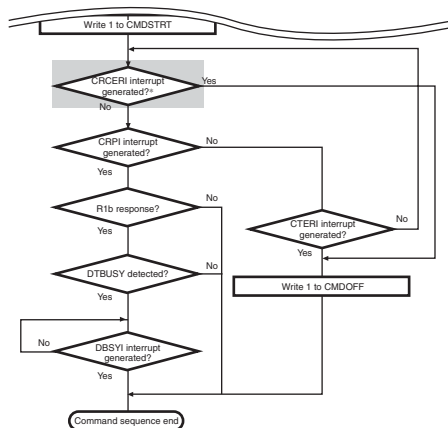 Write 1 to CMDSTRT
CRCERI interrupt
generated?*
Yes
No
CRPI interrupt
generated?
No
Yes
R1b response?
No
Yes
CTERI interrupt
generated?
No
Yes
DTBUSY detected?
No
Yes
Write 1 to CMDOFF
DBSYI interrupt
generated?
No
Yes
Command sequence end